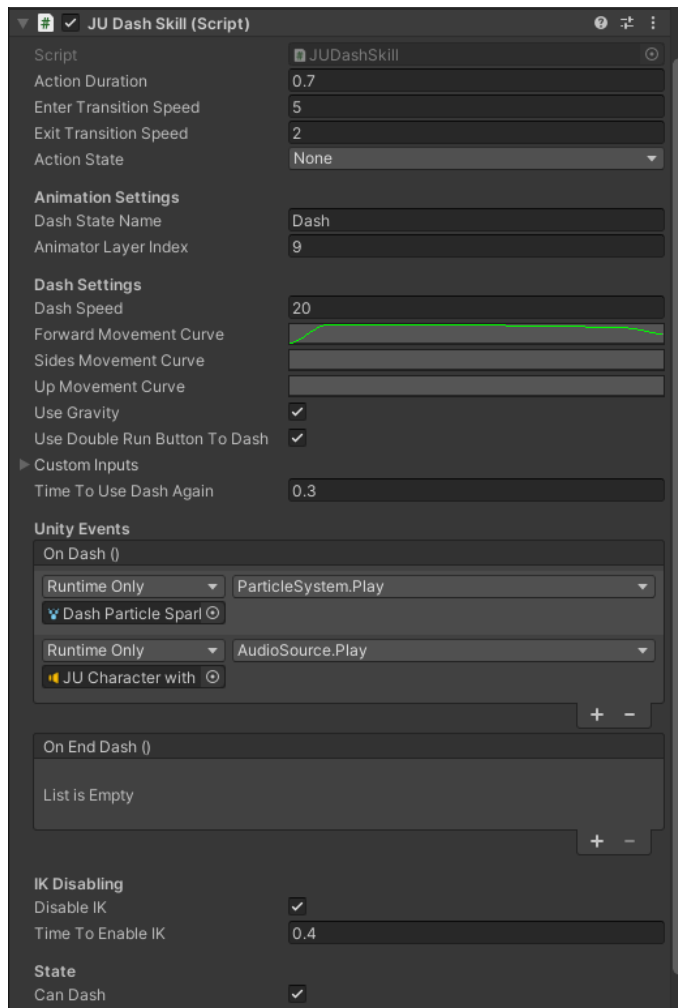 JU Dash Skill (Script)
Script JUDashSkill
Action Duration 0.7
Enter Transition Speed 5
Exit Transition Speed 2
Action State None
Animation Settings
Dash State Name Dash
Animator Layer Index 9
Dash Settings
Dash Speed 20
Forward Movement Curve
Sides Movement Curve
Up Movement Curve
Use Gravity
Use Double Run Button To Dash
Custom Inputs
Time To Use Dash Again 0.3
Unity Events
On Dash ()
Runtime Only ParticleSystem.Play
Dash Particle Sparl
Runtime Only AudioSource.Play
JU Character with
+ −
On End Dash ()
List is Empty
+ −
IK Disabling
Disable IK
Time To Enable IK 0.4
State
Can Dash